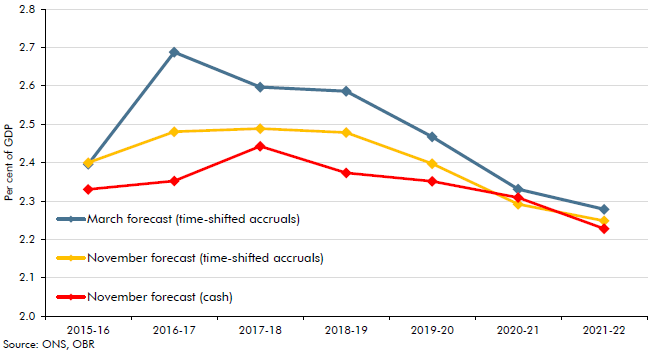 2.8
2.7
2.6
2.5
2.4
2.3
2.2
2.1
2.0
Per cent of GDP
March forecast (time-shifted accruals)
November forecast (time-shifted accruals)
November forecast (cash)
2015-16 2016-17 2017-18 2018-19 2019-20 2020-21 2021-22
Source: ONS, OBR